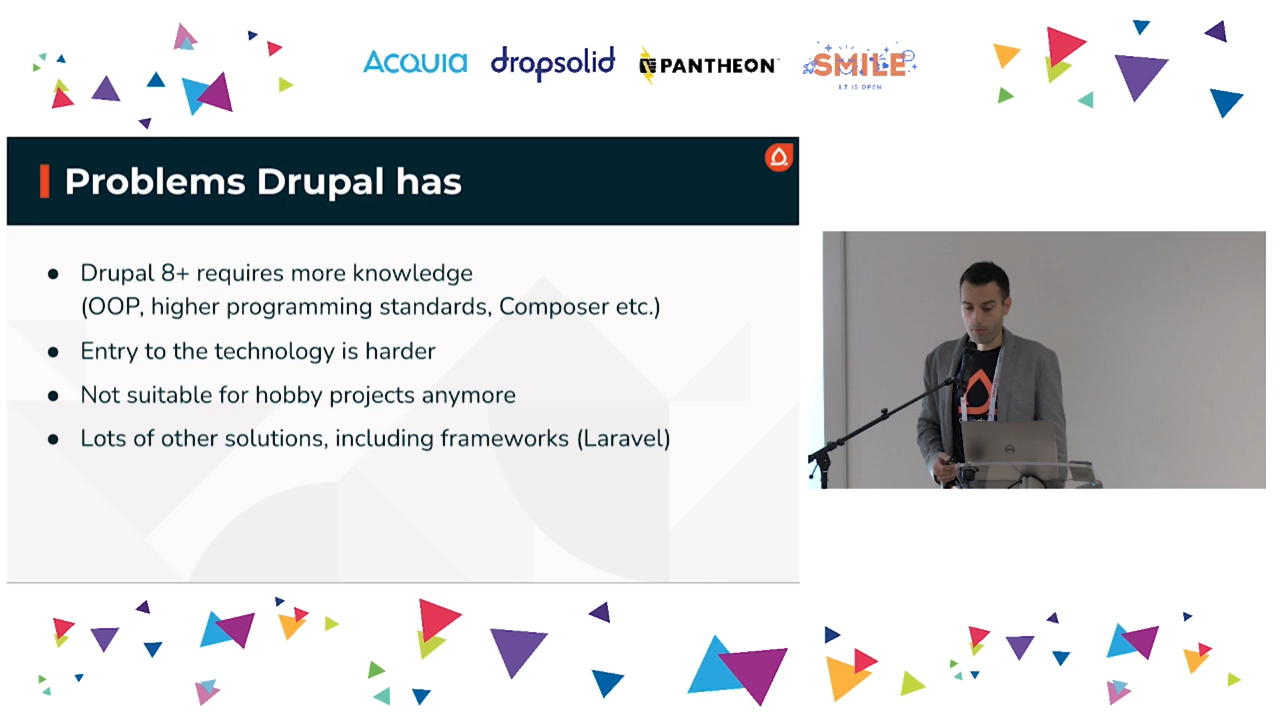 Acquia
dropsolid
PANTHEON
SMILE
I.T IS OPEN
Problems Drupal has
● Drupal 8+ requires more knowledge
(OOP, higher programming standards, Composer etc.)
● Entry to the technology is harder
● Not suitable for hobby projects anymore
● Lots of other solutions, including frameworks (Laravel)
DELL